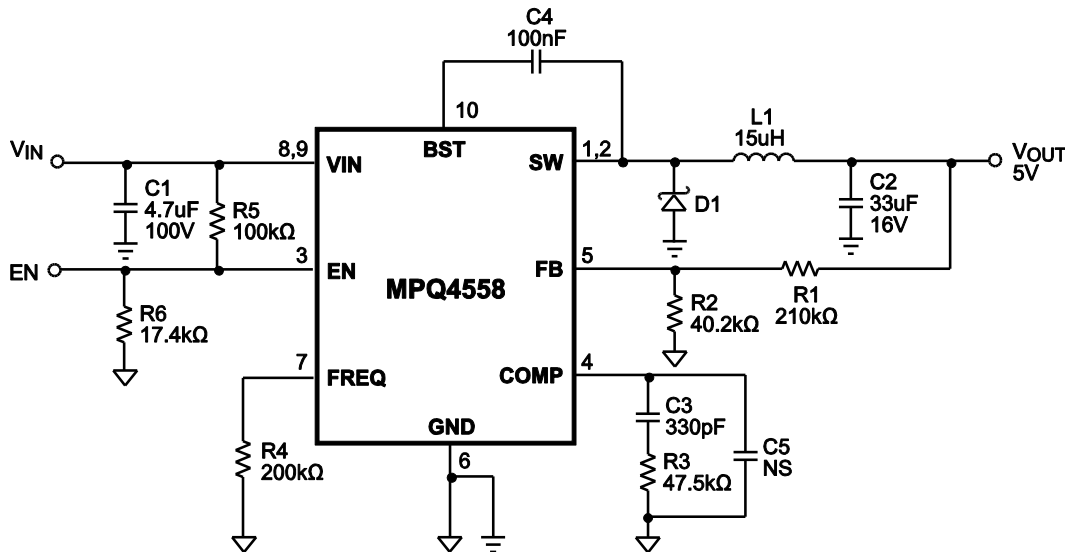 C4
100nF
10
BST
VIN
8,9
VIN
SW
1,2
L1
15uH
VOUT
5V
C1
4.7uF
100V
R5
100kΩ
D1
C2
33uF
16V
EN
3
EN
FB
5
MPQ4558
R1
210kΩ
R2
40.2kΩ
R6
17.4kΩ
7
FREQ
COMP
4
C3
330pF
GND
6
R4
200kΩ
R3
47.5kΩ
C5
NS